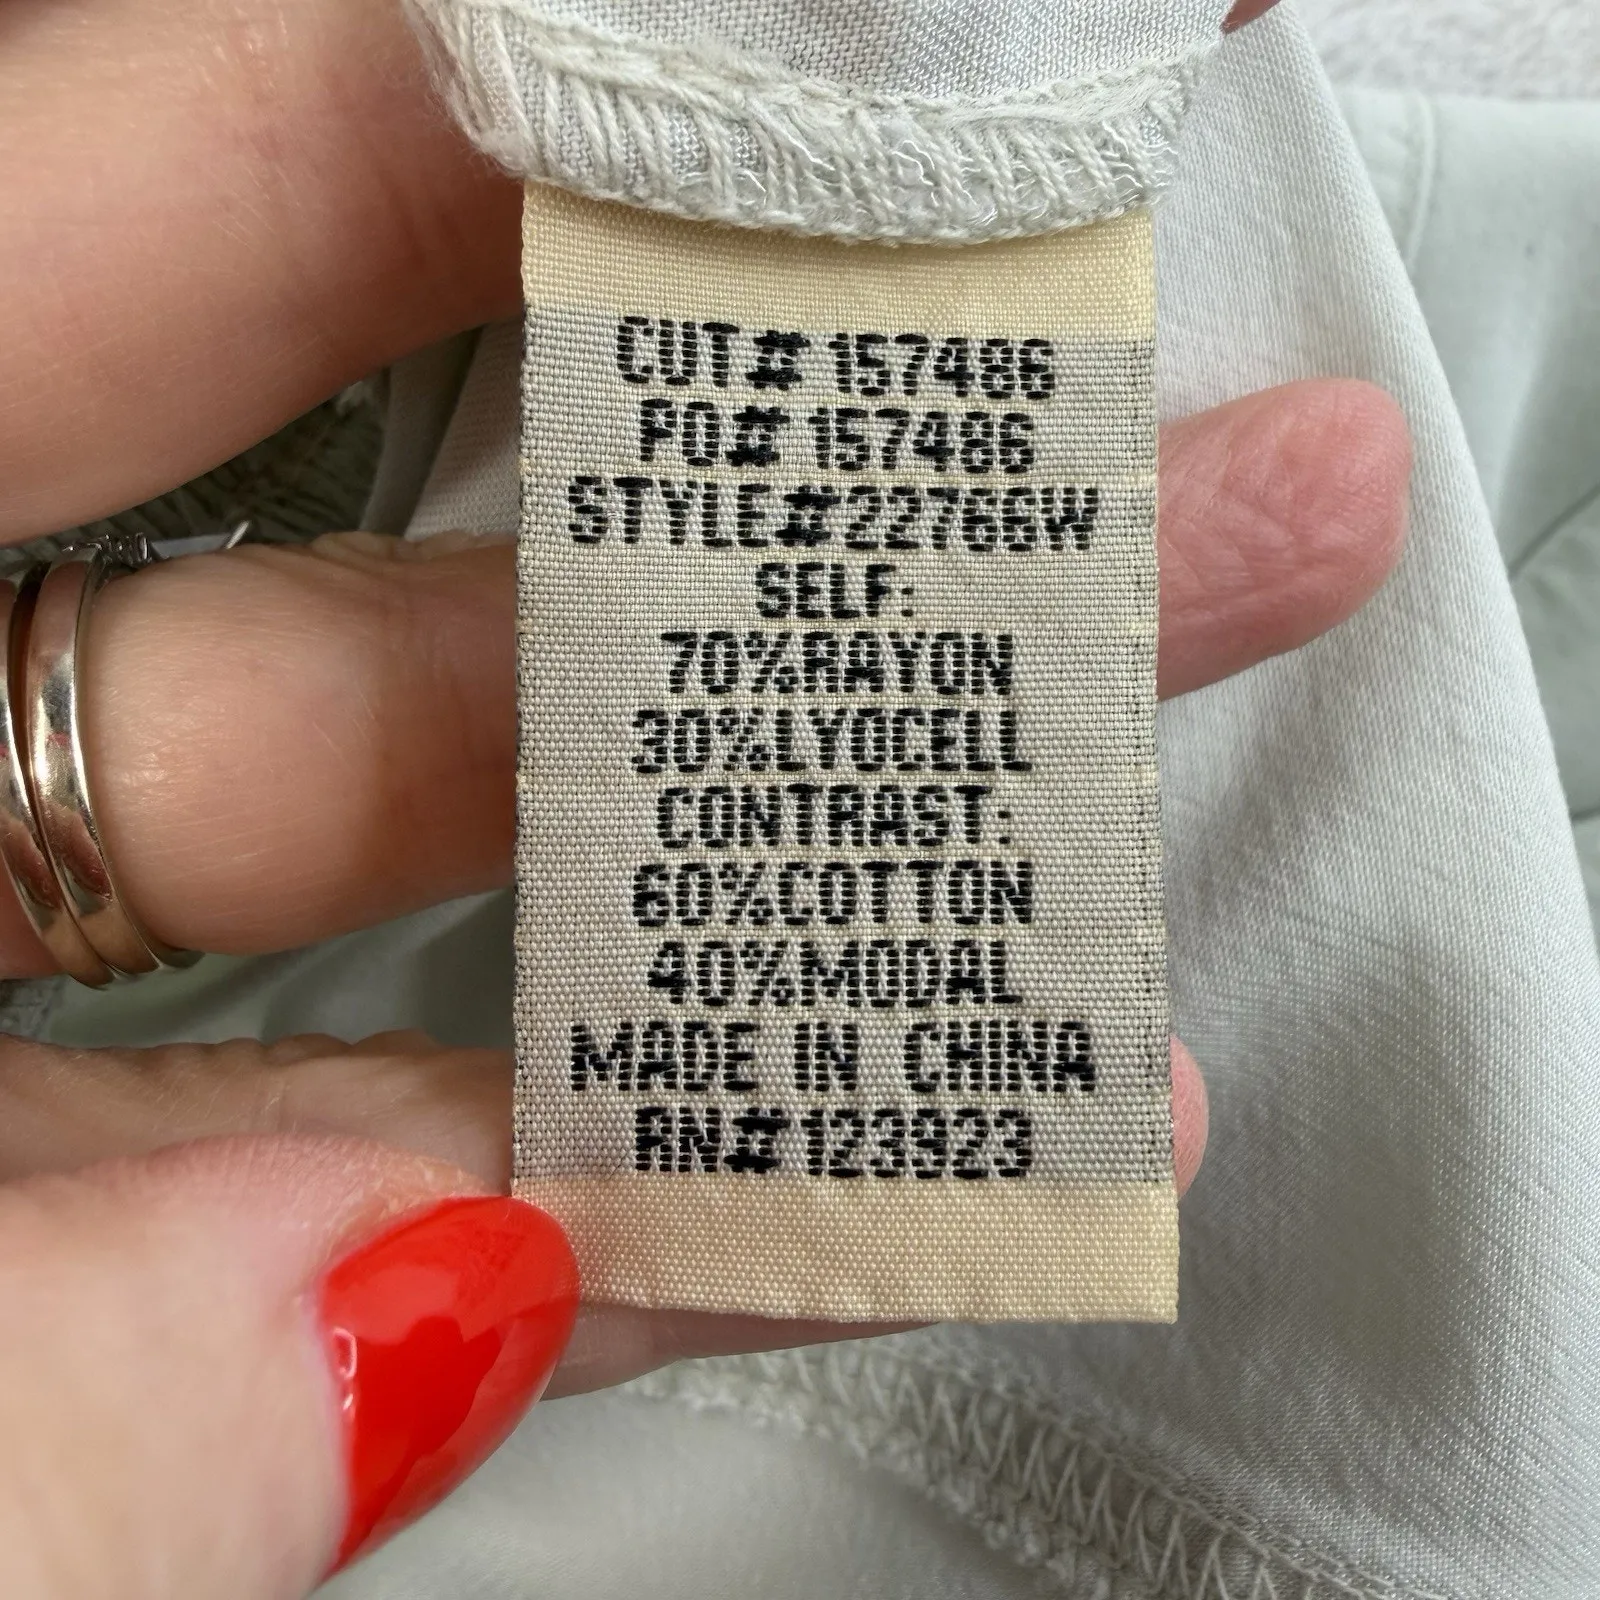 CUT# 157486
PO# 157486
STYLE#22766W
SELF:
70%RAYON
30%LYOCELL
CONTRAST:
60%COTTON
40%MODAL
MADE IN CHINA
RN# 123923